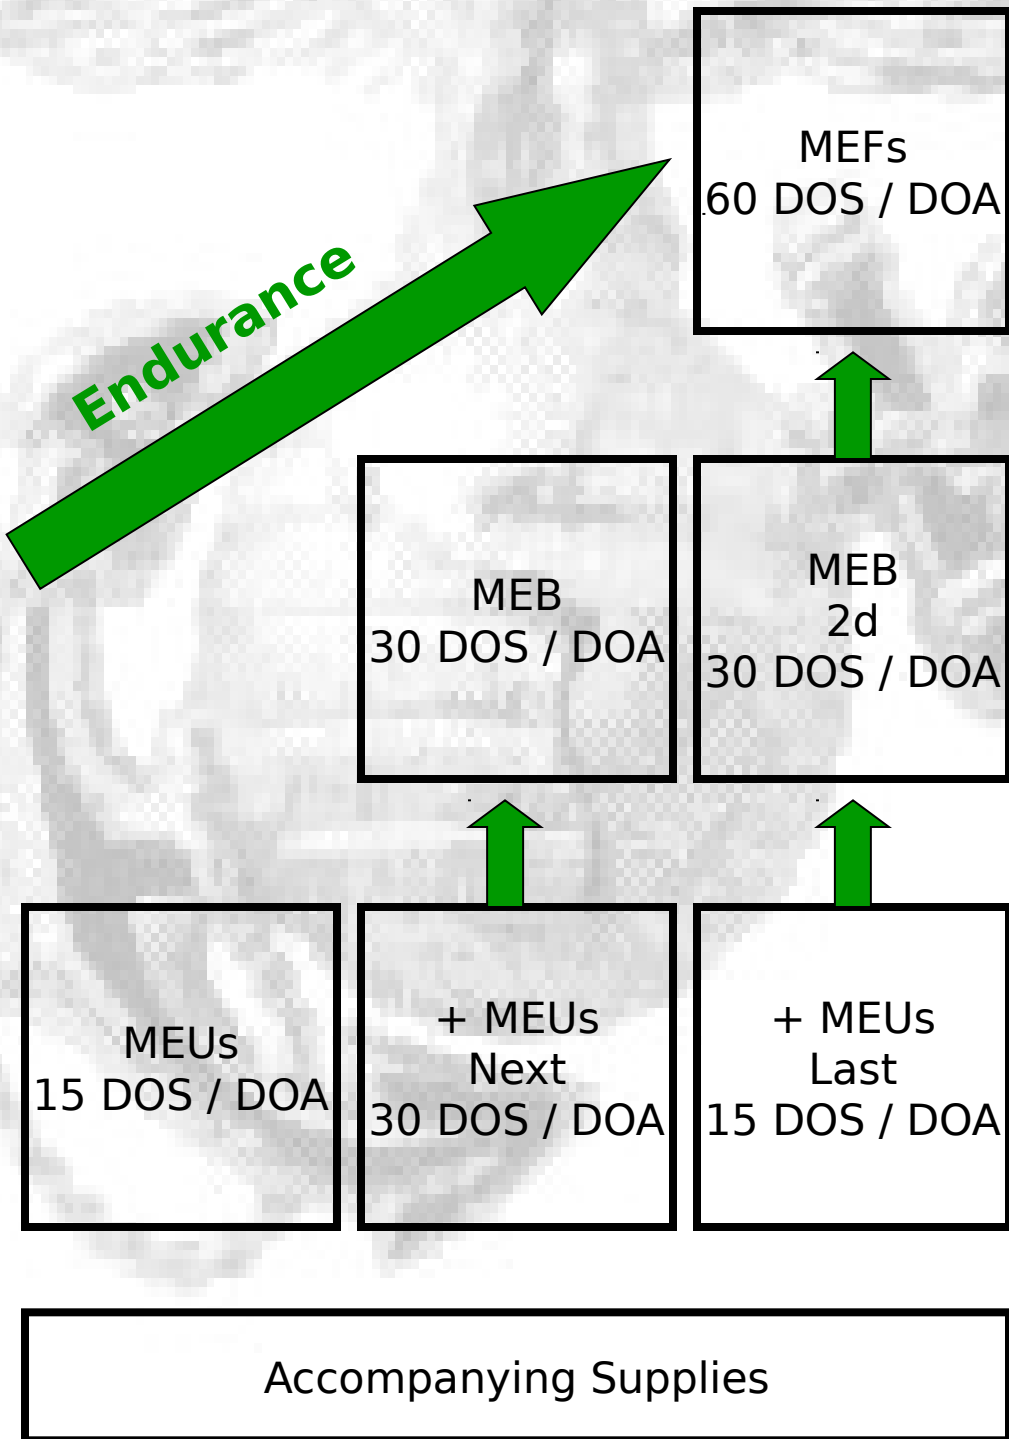 MEFs
60 DOS / DOA
Endurance
MEB
30 DOS / DOA
MEB
2d
30 DOS / DOA
MEUs
15 DOS / DOA
+ MEUs
Next
30 DOS / DOA
+ MEUs
Last
15 DOS / DOA
Accompanying Supplies